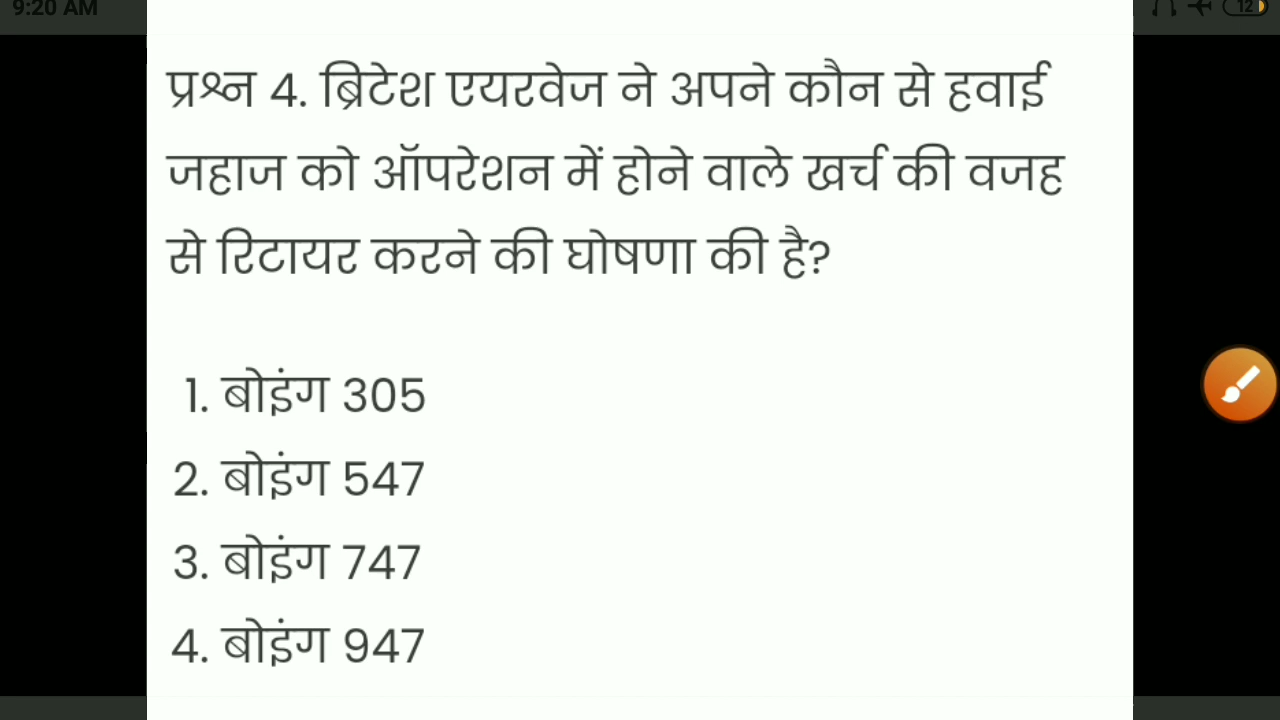 9:20 AM
12
प्रश्न 4. ब्रिटेश एयरवेज ने अपने कौन से हवाई
जहाज को ऑपरेशन में होने वाले खर्च की वजह
से रिटायर करने की घोषणा की है?
1. बोइंग 305
2. बोइंग 547
3. बोइंग 747
4. बोइंग 947